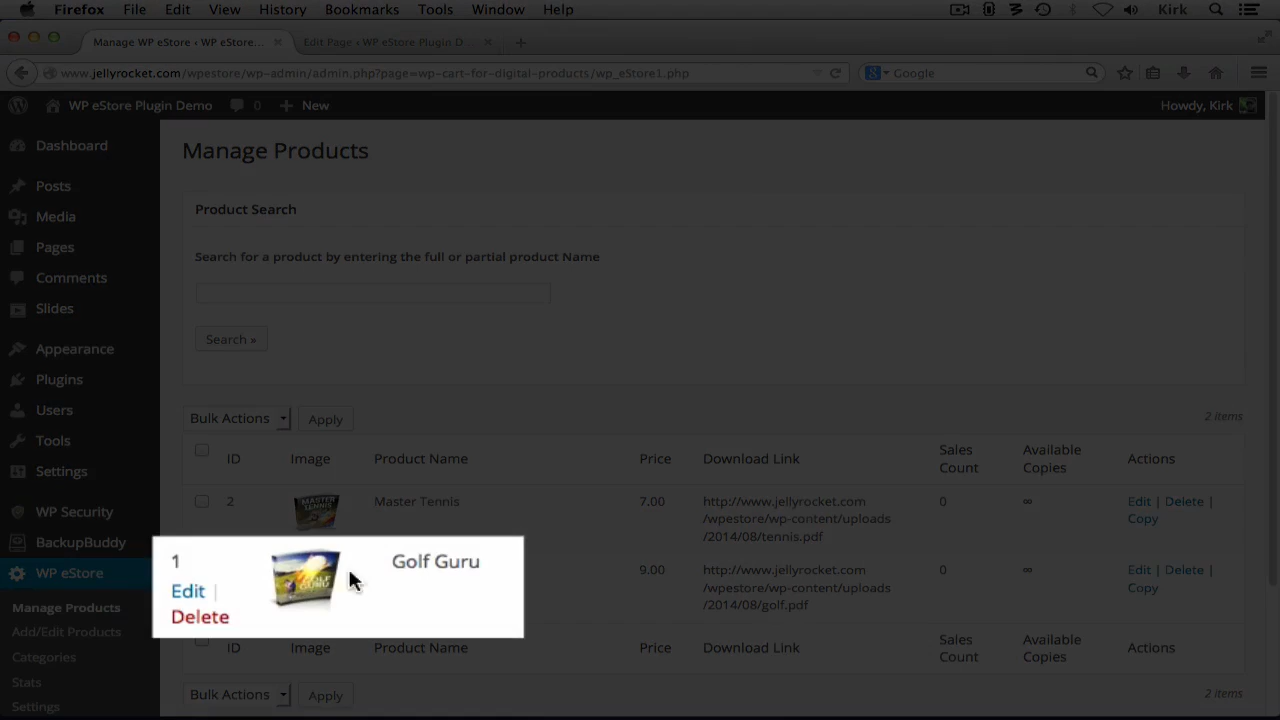 Firefox File Edit View History Bookmarks Tools Window Help Kirk
Manage WP eStore ‹ WP eStore... Edit Page ‹ WP eStore Plugin D
www.jellyrocket.com/wpestore/wp-admin/admin.php?page=wp-cart-for-digital-products/wp_eStore1.php Google
WP eStore Plugin Demo 0 New Howdy, Kirk
Dashboard
Posts
Media
Pages
Comments
Slides
Appearance
Plugins
Users
Tools
Settings
WP Security
BackupBuddy
WP eStore
Manage Products
Add/Edit Products
Categories
Stats
Settings
Manage Products
Product Search
Search for a product by entering the full or partial product Name
Search »
Bulk Actions Apply 2 items
ID Image Product Name Price Download Link Sales Count Available Copies Actions
2 MASTER TENNIS Master Tennis 7.00 http://www.jellyrocket.com 0 ∞ Edit | Delete |
/wpestore/wp-content/uploads Copy
/2014/08/tennis.pdf
1 GOLF GURU Golf Guru 9.00 http://www.jellyrocket.com 0 ∞ Edit | Delete |
Edit | /wpestore/wp-content/uploads Copy
Delete /2014/08/golf.pdf
ID Image Product Name Price Download Link Sales Count Available Copies Actions
Bulk Actions Apply 2 items